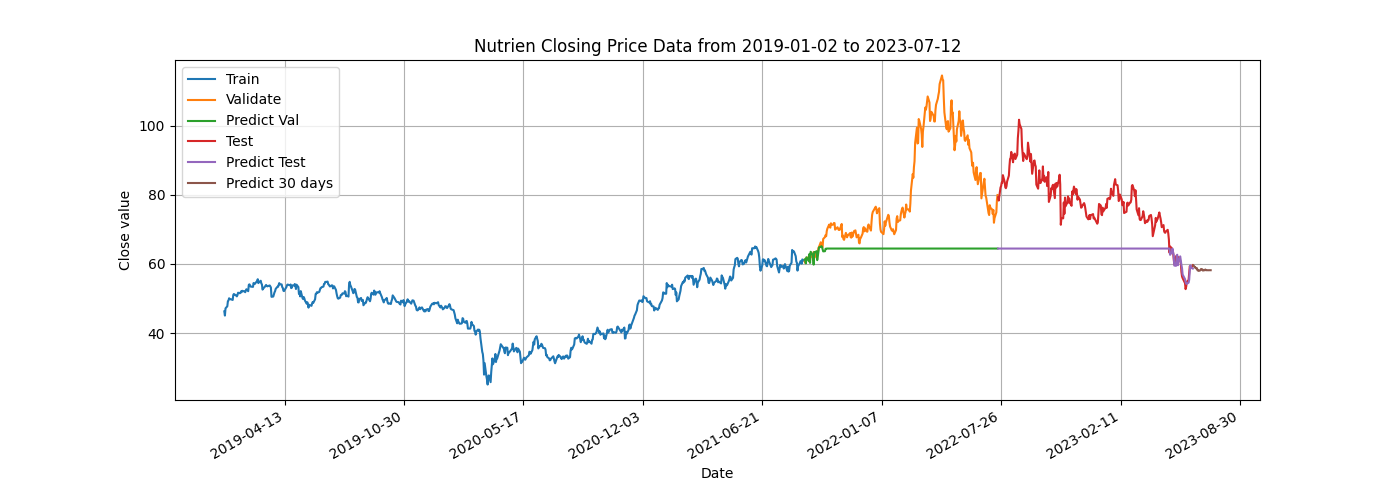 Nutrien Closing Price Data from 2019-01-02 to 2023-07-12
Train
Validate
Predict Val
Test
Predict Test
Predict 30 days
Close value
100
80
60
40
2019-04-13
2019-10-30
2020-05-17
2020-12-03
2021-06-21
2022-01-07
2022-07-26
2023-02-11
2023-08-30
Date